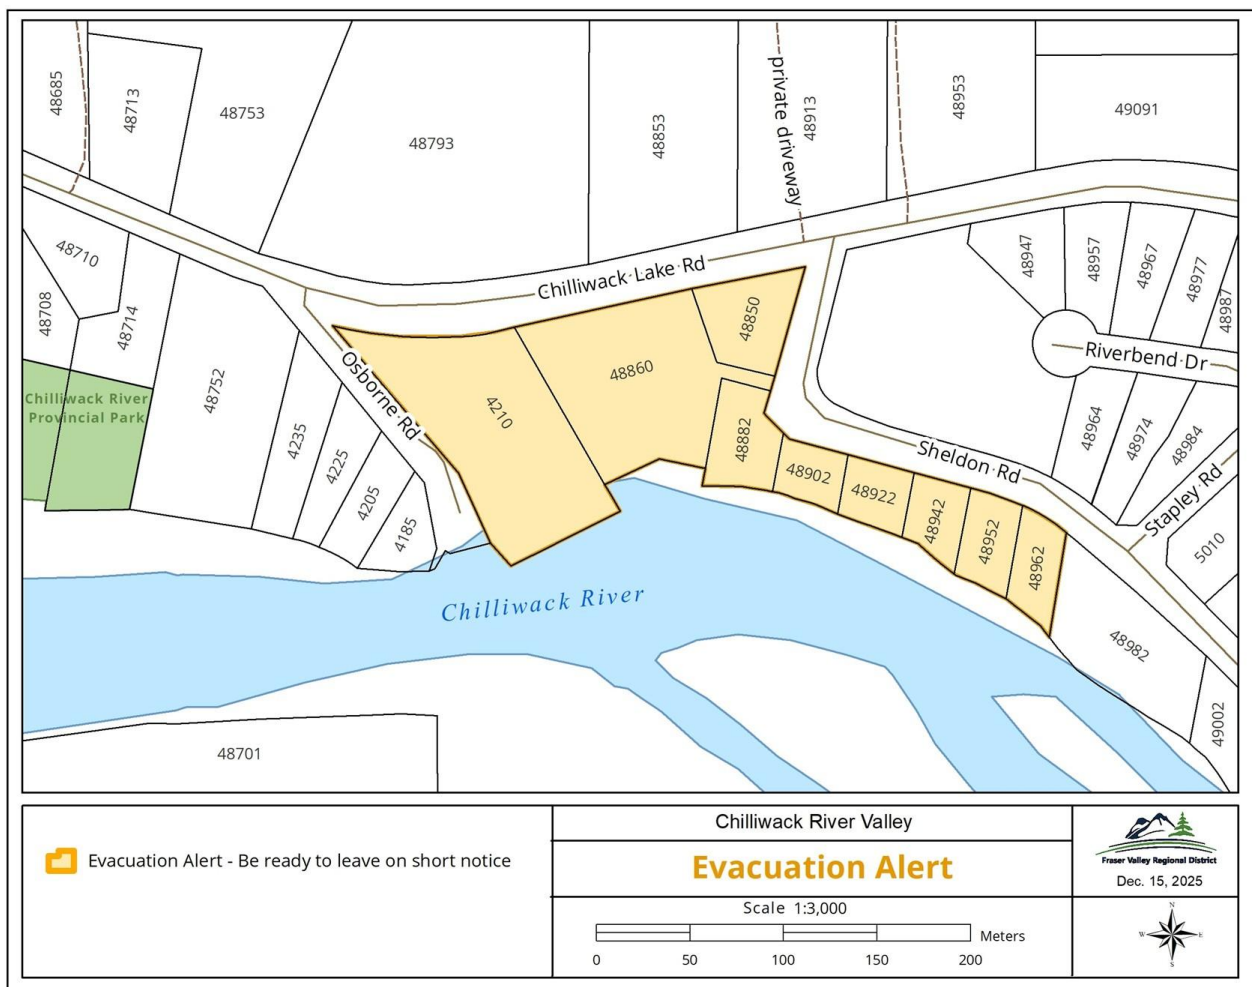 48685
48713
48753
48793
48853
private driveway
48913
48953
49091
48710
48708
48714
Chilliwack Lake Rd
48947
48957
48967
48977
48987
Chilliwack River
Provincial Park
48752
Osborne Rd
4235
4225
4205
4185
4210
48860
48850
48882
48902
48922
48942
48952
48962
Sheldon Rd
Riverbend Dr
48964
48974
48984
Stapley Rd
5010
Chilliwack River
48982
49002
48701
Evacuation Alert - Be ready to leave on short notice
Chilliwack River Valley
Evacuation Alert
Scale 1:3,000
Meters
0 50 100 150 200
Fraser Valley Regional District
Dec. 15, 2025
N
W E
S